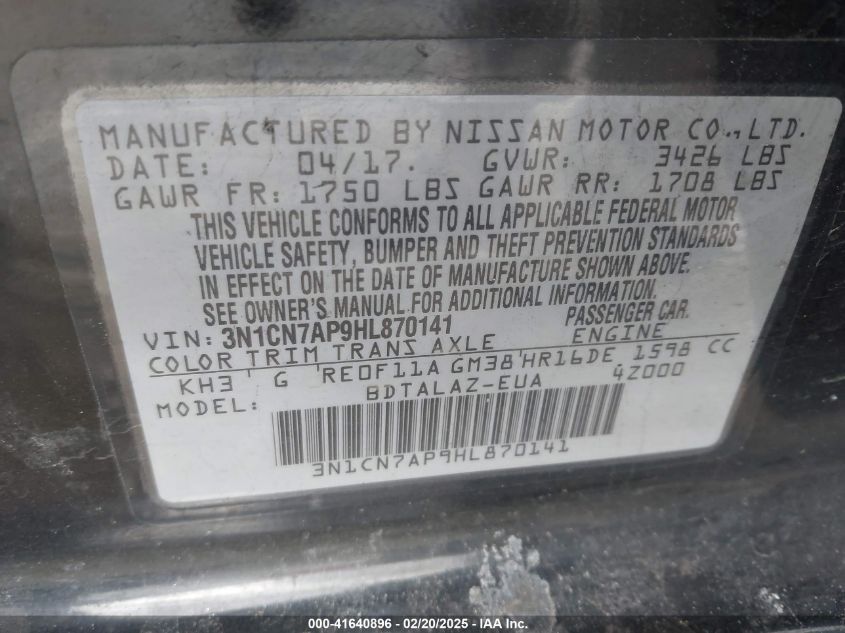 MANUFACTURED BY NISSAN MOTOR CO., LTD.
DATE: 04/17. GVWR: 3426 LBS
GAWR FR: 1750 LBS GAWR RR: 1708 LBS
THIS VEHICLE CONFORMS TO ALL APPLICABLE FEDERAL MOTOR
VEHICLE SAFETY, BUMPER AND THEFT PREVENTION STANDARDS
IN EFFECT ON THE DATE OF MANUFACTURE SHOWN ABOVE.
SEE OWNER'S MANUAL FOR ADDITIONAL INFORMATION.
VIN: 3N1CN7AP9HL870141 PASSENGER CAR.
COLOR TRIM TRANS AXLE ENGINE
KH3 G RE0F11A GM38 HR16DE 1598 CC
MODEL: BDTALAZ-EUA 4Z000
3N1CN7AP9HL870141
000-41640896 - 02/20/2025 - IAA Inc.